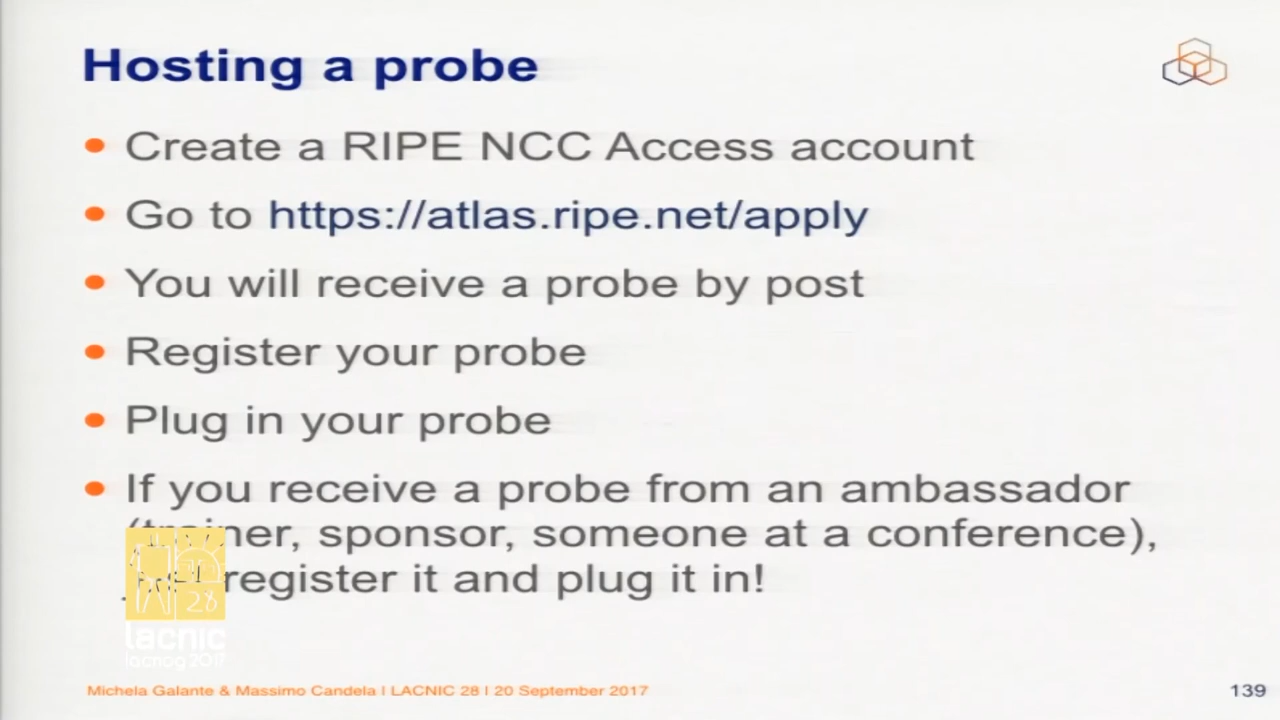 Hosting a probe
• Create a RIPE NCC Access account
• Go to https://atlas.ripe.net/apply
• You will receive a probe by post
• Register your probe
• Plug in your probe
• If you receive a probe from an ambassador
(trainer, sponsor, someone at a conference),
register it and plug it in!
28
lacnic
lacnog 2017
Michela Galante & Massimo Candela | LACNIC 28 | 20 September 2017
139